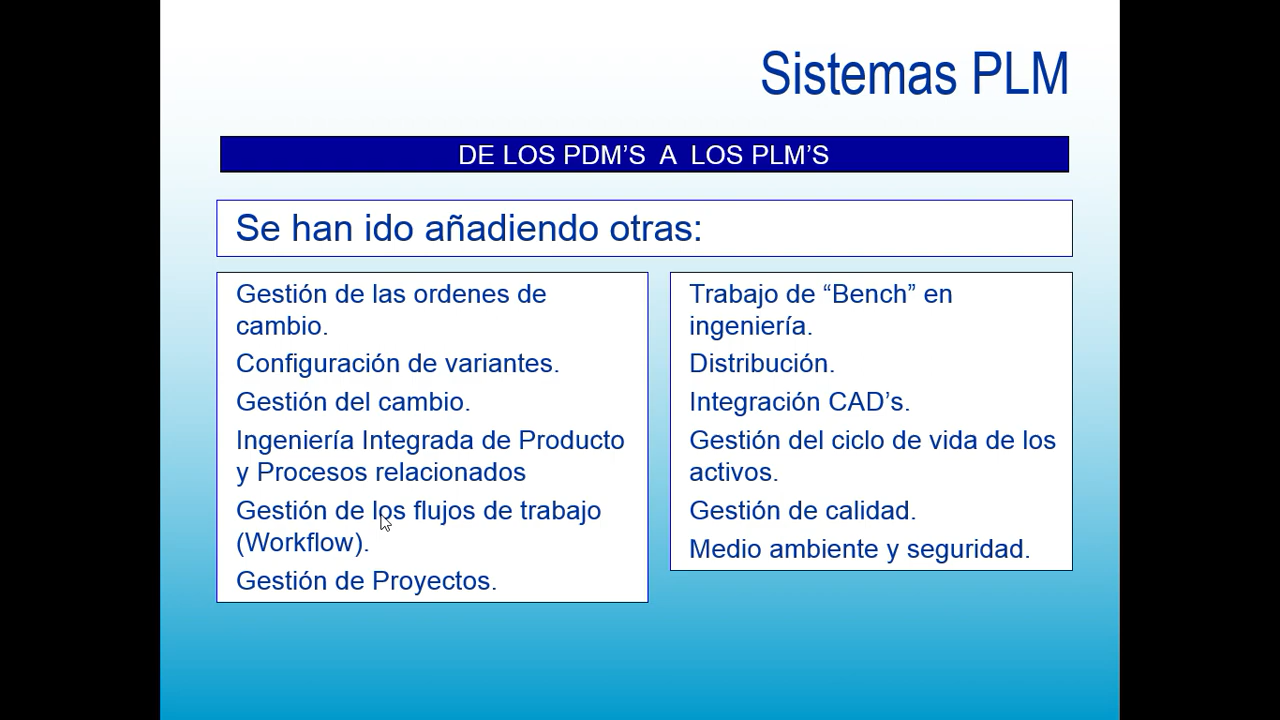 Sistemas PLM
DE LOS PDM’S A LOS PLM’S
Se han ido añadiendo otras:
Gestión de las ordenes de
cambio.
Configuración de variantes.
Gestión del cambio.
Ingeniería Integrada de Producto
y Procesos relacionados
Gestión de los flujos de trabajo
(Workflow).
Gestión de Proyectos.
Trabajo de “Bench” en
ingeniería.
Distribución.
Integración CAD’s.
Gestión del ciclo de vida de los
activos.
Gestión de calidad.
Medio ambiente y seguridad.